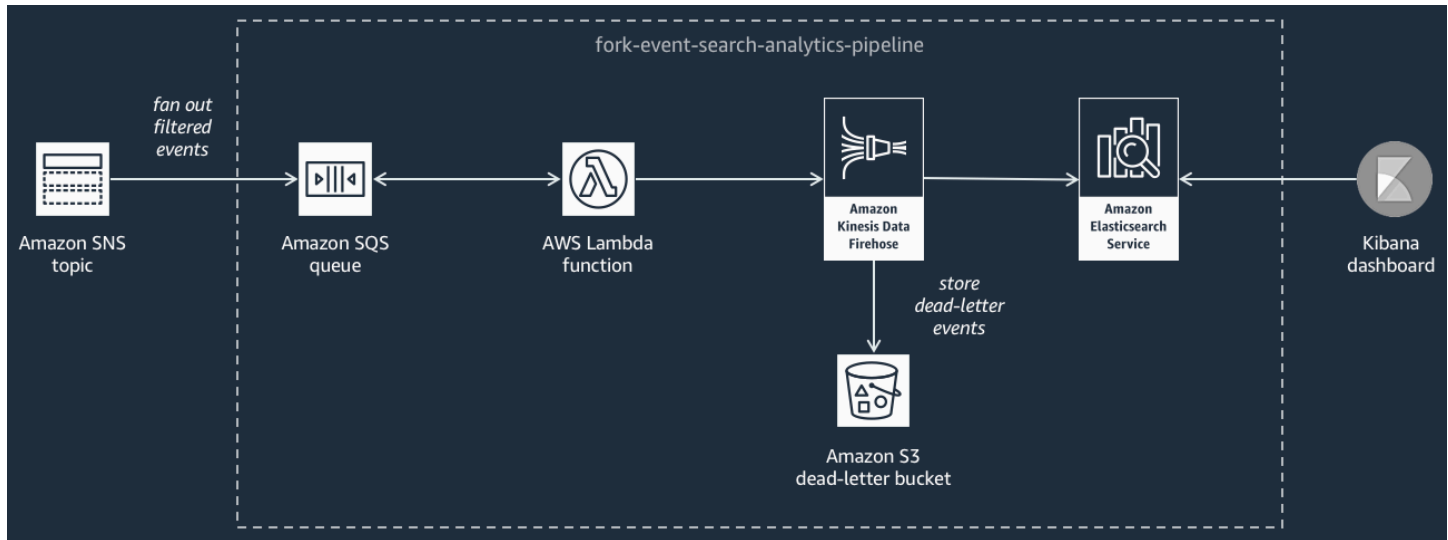 fork-event-search-analytics-pipeline
fan out
filtered
events
Amazon SNS
topic
Amazon SQS
queue
AWS Lambda
function
Amazon
Kinesis Data
Firehose
Amazon
Elasticsearch
Service
Kibana
dashboard
store
dead-letter
events
Amazon S3
dead-letter bucket